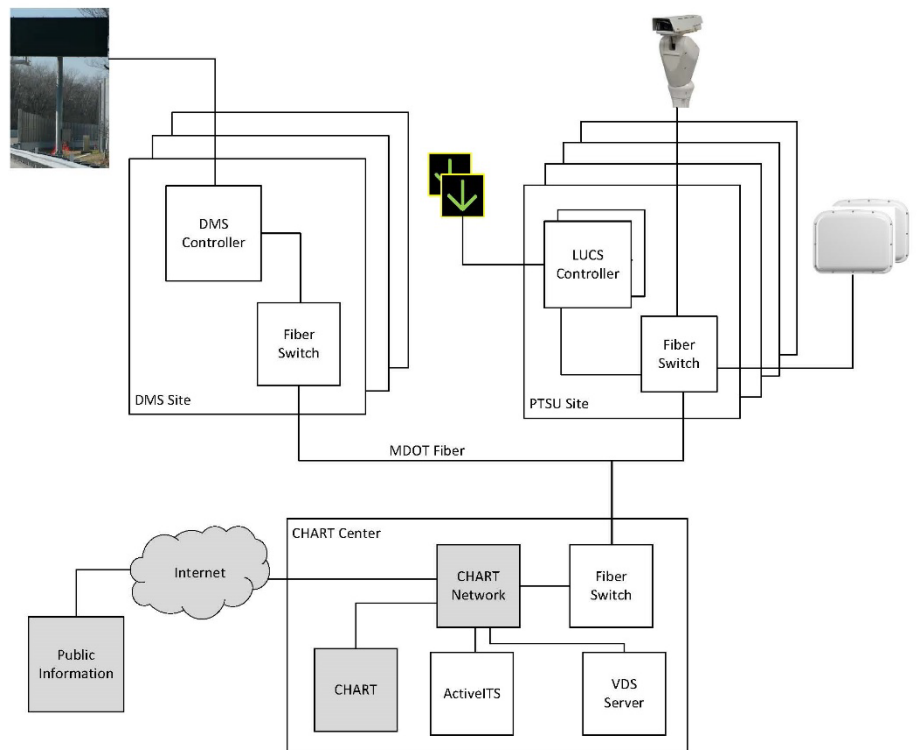 DMS
Controller
Fiber
Switch
DMS Site
LUCS
Controller
Fiber
Switch
PTSU Site
MDOT Fiber
CHART Center
Internet
CHART
Network
Fiber
Switch
Public
Information
CHART
ActiveITS
VDS
Server